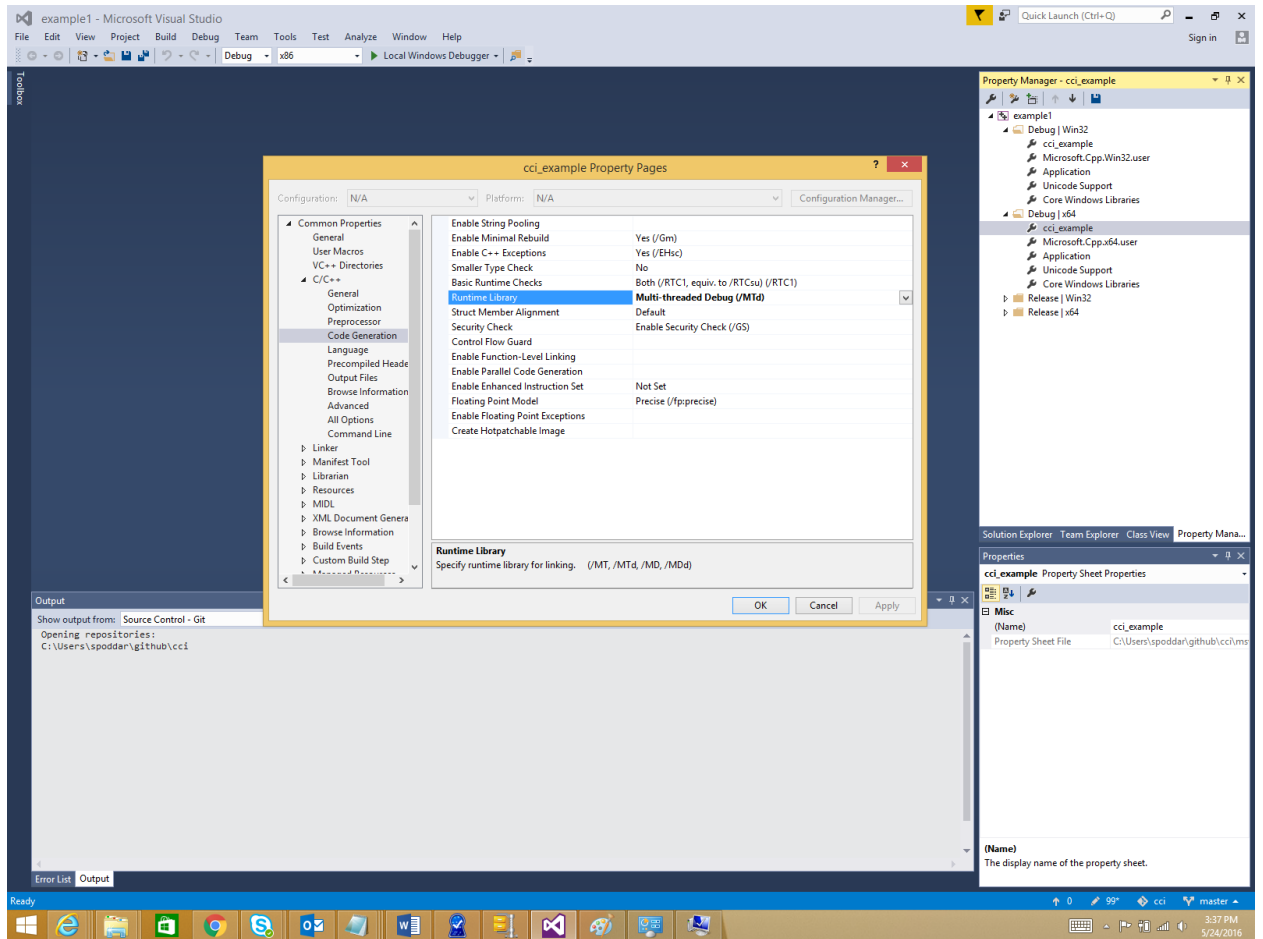 example1 - Microsoft Visual Studio
Quick Launch (Ctrl+Q)
File Edit View Project Build Debug Team Tools Test Analyze Window Help
Sign in
Debug x86 Local Windows Debugger
Toolbox
cci_example Property Pages
Configuration: N/A Platform: N/A Configuration Manager...
Common Properties
General
User Macros
VC++ Directories
C/C++
General
Optimization
Preprocessor
Code Generation
Language
Precompiled Heade
Output Files
Browse Information
Advanced
All Options
Command Line
Linker
Manifest Tool
Librarian
Resources
MIDL
XML Document Genera
Browse Information
Build Events
Custom Build Step
Enable String Pooling
Enable Minimal Rebuild Yes (/Gm)
Enable C++ Exceptions Yes (/EHsc)
Smaller Type Check No
Basic Runtime Checks Both (/RTC1, equiv. to /RTCsu) (/RTC1)
Runtime Library Multi-threaded Debug (/MTd)
Struct Member Alignment Default
Security Check Enable Security Check (/GS)
Control Flow Guard
Enable Function-Level Linking
Enable Parallel Code Generation
Enable Enhanced Instruction Set Not Set
Floating Point Model Precise (/fp:precise)
Enable Floating Point Exceptions
Create Hotpatchable Image
Runtime Library
Specify runtime library for linking. (/MT, /MTd, /MD, /MDd)
OK Cancel Apply
Property Manager - cci_example
example1
Debug | Win32
cci_example
Microsoft.Cpp.Win32.user
Application
Unicode Support
Core Windows Libraries
Debug | x64
cci_example
Microsoft.Cpp.x64.user
Application
Unicode Support
Core Windows Libraries
Release | Win32
Release | x64
Solution Explorer Team Explorer Class View Property Mana...
Properties
cci_example Property Sheet Properties
Misc
(Name) cci_example
Property Sheet File C:\Users\spoddar\github\cci\ms
(Name)
The display name of the property sheet.
Output
Show output from: Source Control - Git
Opening repositories:
C:\Users\spoddar\github\cci
Error List Output
Ready
0 99* cci master
3:37 PM
5/24/2016